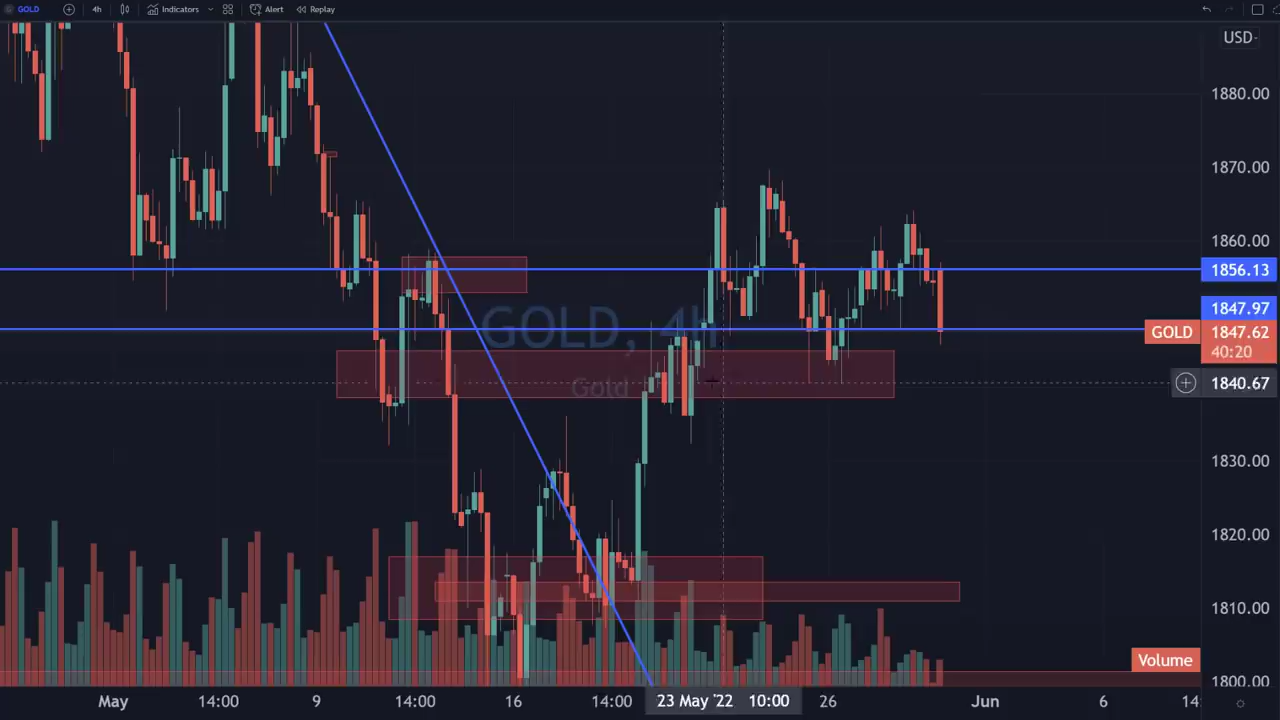 GOLD 4h Indicators Alert Replay
USD
1880.00
1870.00
1860.00
1856.13
1847.97
GOLD 1847.62
40:20
1840.67
1830.00
1820.00
1810.00
1800.00
GOLD, 4h
Gold
Volume
May 14:00 9 14:00 16 14:00 23 May '22 10:00 26 Jun 6 14: